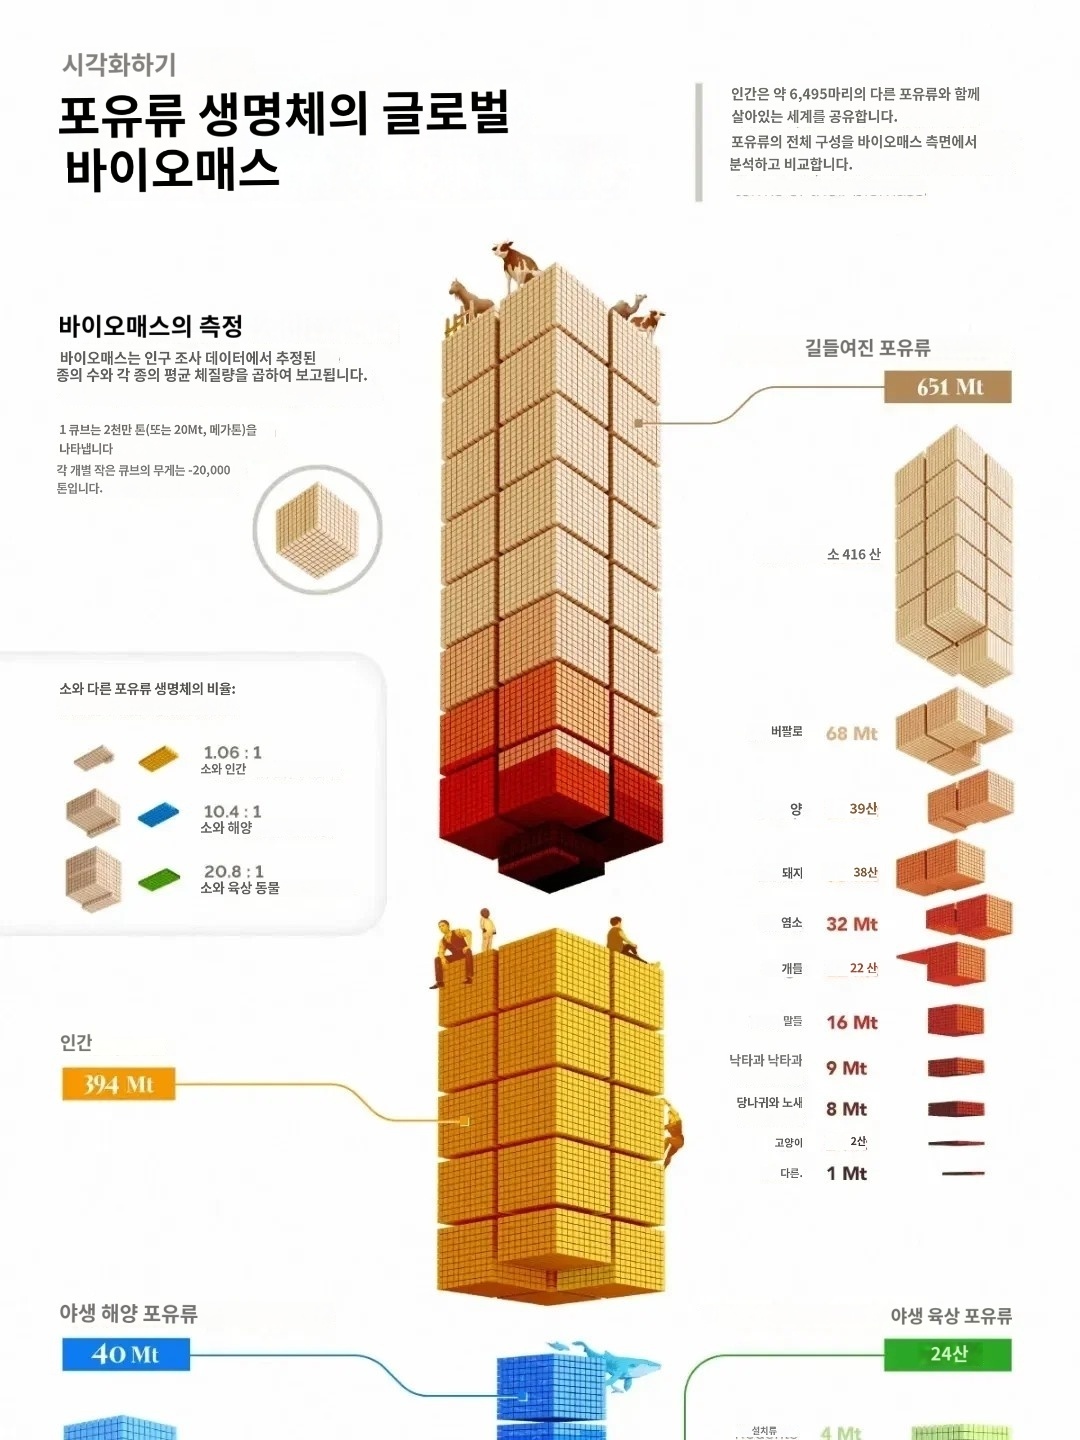 시각화하기
포유류 생명체의 글로벌
바이오매스
인간은 약 6,495마리의 다른 포유류와 함께
살아있는 세계를 공유합니다.
포유류의 전체 구성을 바이오매스 측면에서
분석하고 비교합니다.
바이오매스의 측정
바이오매스는 인구 조사 데이터에서 추정된
종의 수와 각 종의 평균 체질량을 곱하여 보고됩니다.
1 큐브는 2천만 톤(또는 20Mt, 메가톤)을
나타냅니다
각 개별 작은 큐브의 무게는 -20,000
톤입니다.
길들여진 포유류
651 Mt
소 416 산
버팔로 68 Mt
양 39산
돼지 38산
염소 32 Mt
개들 22 산
말들 16 Mt
낙타과 낙타과 9 Mt
당나귀와 노새 8 Mt
고양이 2산
다른. 1 Mt
소와 다른 포유류 생명체의 비율:
1.06 : 1
소와 인간
10.4 : 1
소와 해양
20.8 : 1
소와 육상 동물
인간
394 Mt
야생 해양 포유류
40 Mt
야생 육상 포유류
24산
설치류 4 Mt